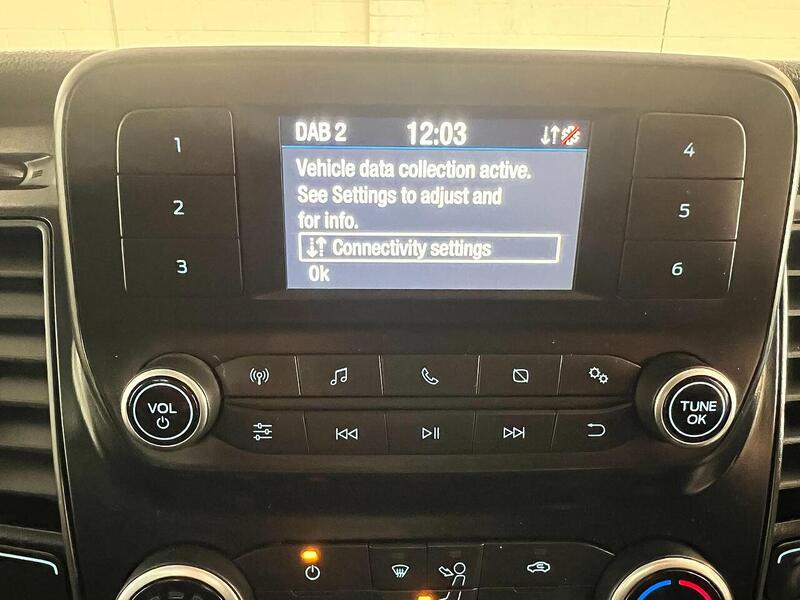 DAB 2 12:03
Vehicle data collection active.
See Settings to adjust and
for info.
Connectivity settings
Ok
1
2
3
4
5
6
VOL
TUNE
OK